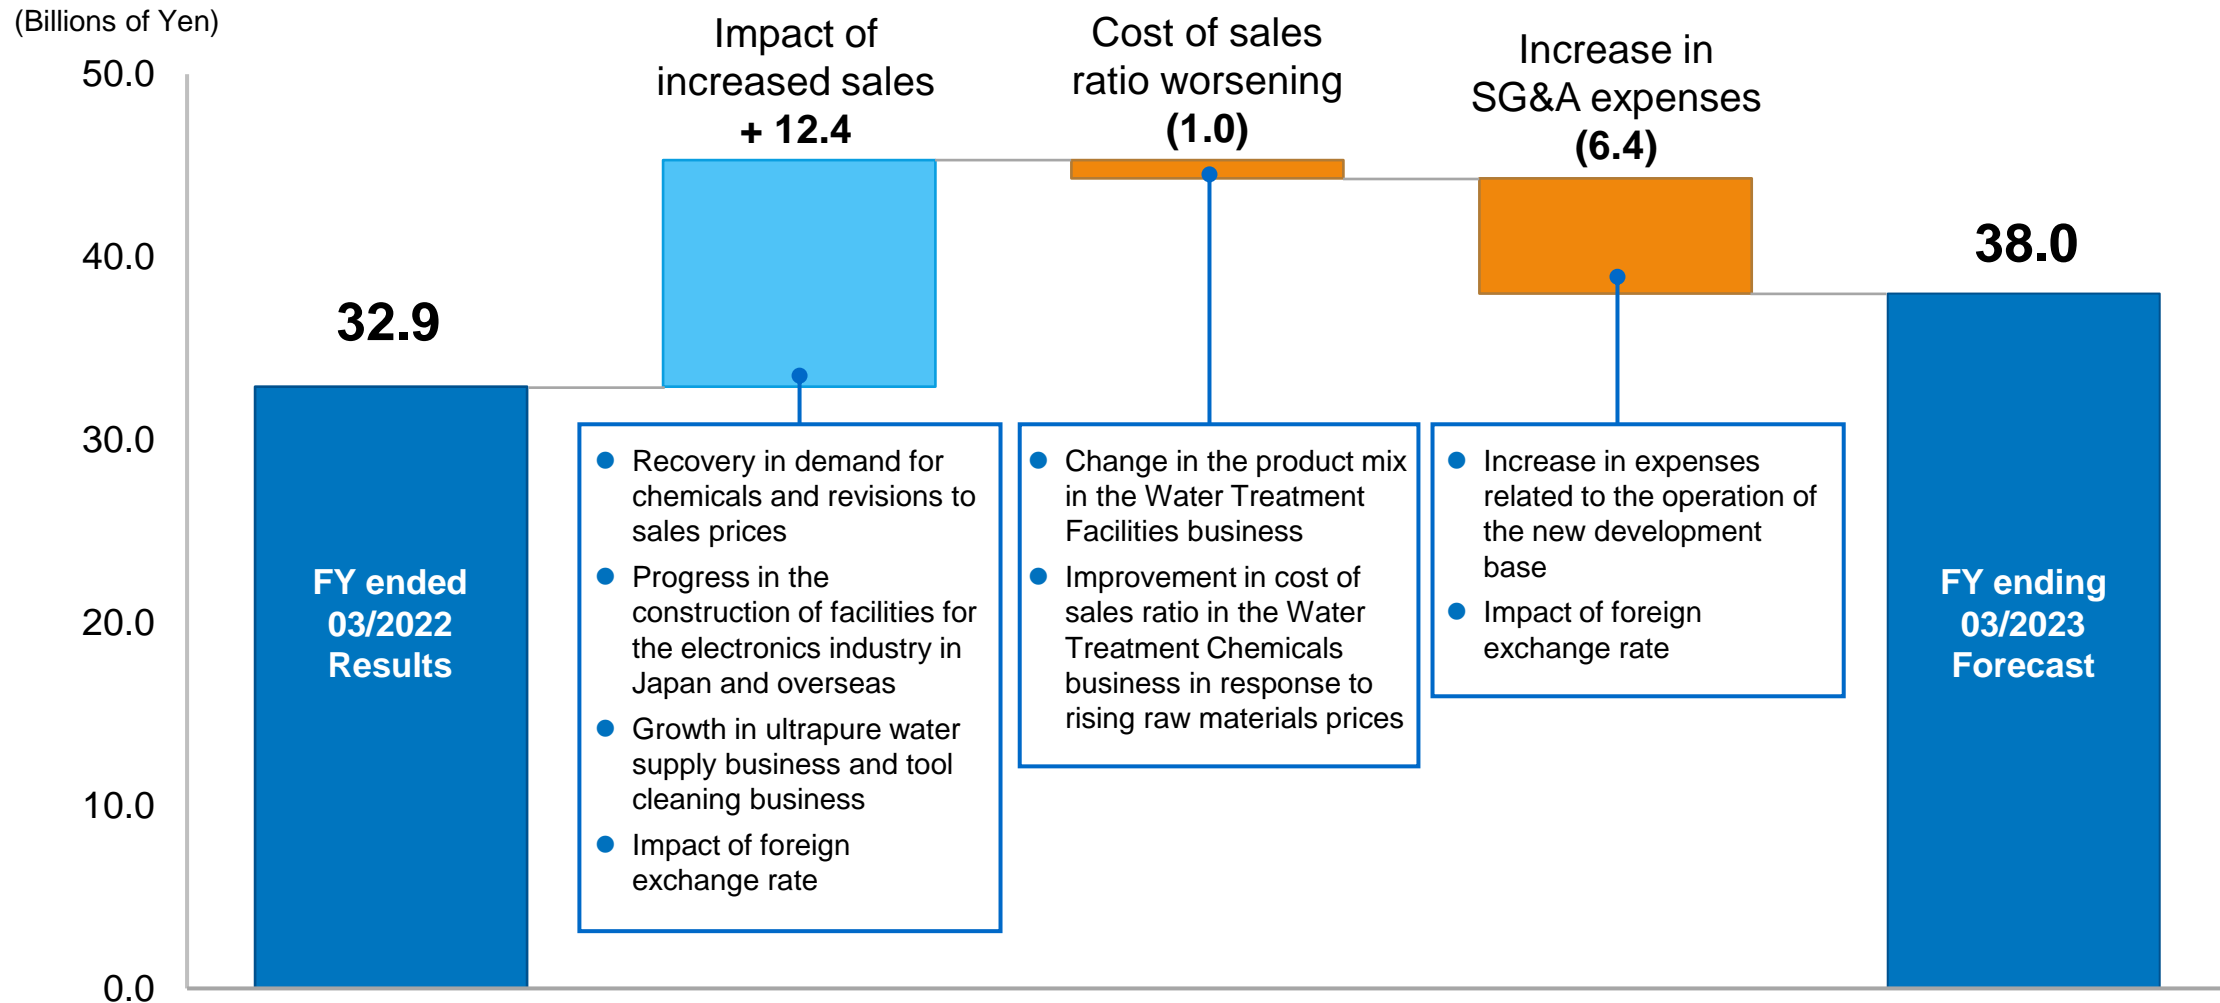 (Billions of Yen)
50.0
40.0
30.0
20.0
10.0
0.0
32.9
FY ended
03/2022
Results
Impact of
increased sales
+ 12.4
● Recovery in demand for
chemicals and revisions to
sales prices
● Progress in the
construction of facilities for
the electronics industry in
Japan and overseas
● Growth in ultrapure water
supply business and tool
cleaning business
● Impact of foreign
exchange rate
Cost of sales
ratio worsening
(1.0)
● Change in the product mix
in the Water Treatment
Facilities business
● Improvement in cost of
sales ratio in the Water
Treatment Chemicals
business in response to
rising raw materials prices
Increase in
SG&A expenses
(6.4)
● Increase in expenses
related to the operation of
the new development
base
● Impact of foreign
exchange rate
38.0
FY ending
03/2023
Forecast